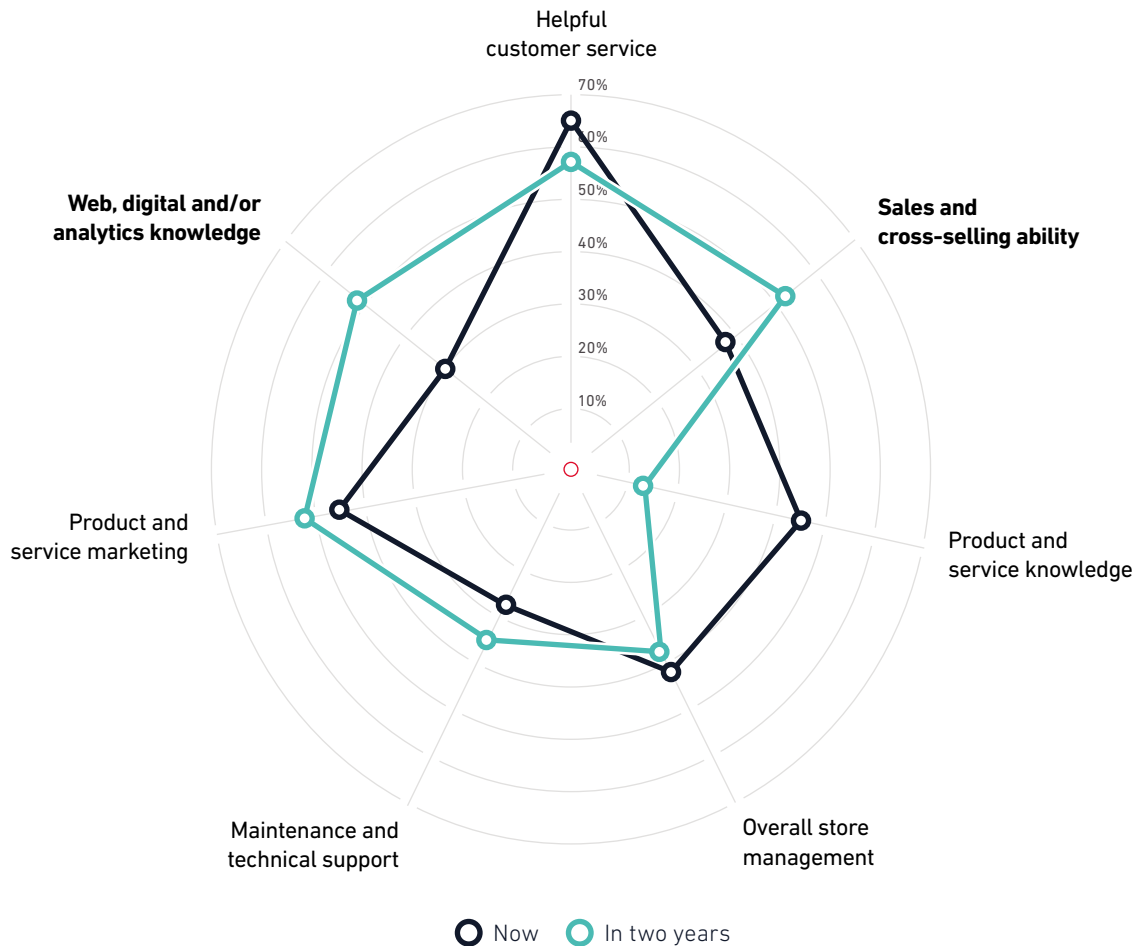 Helpful
customer service
70%
60%
50%
40%
30%
20%
10%
Web, digital and/or
analytics knowledge
Sales and
cross-selling ability
Product and
service marketing
Product and
service knowledge
Maintenance and
technical support
Overall store
management
Now
In two years